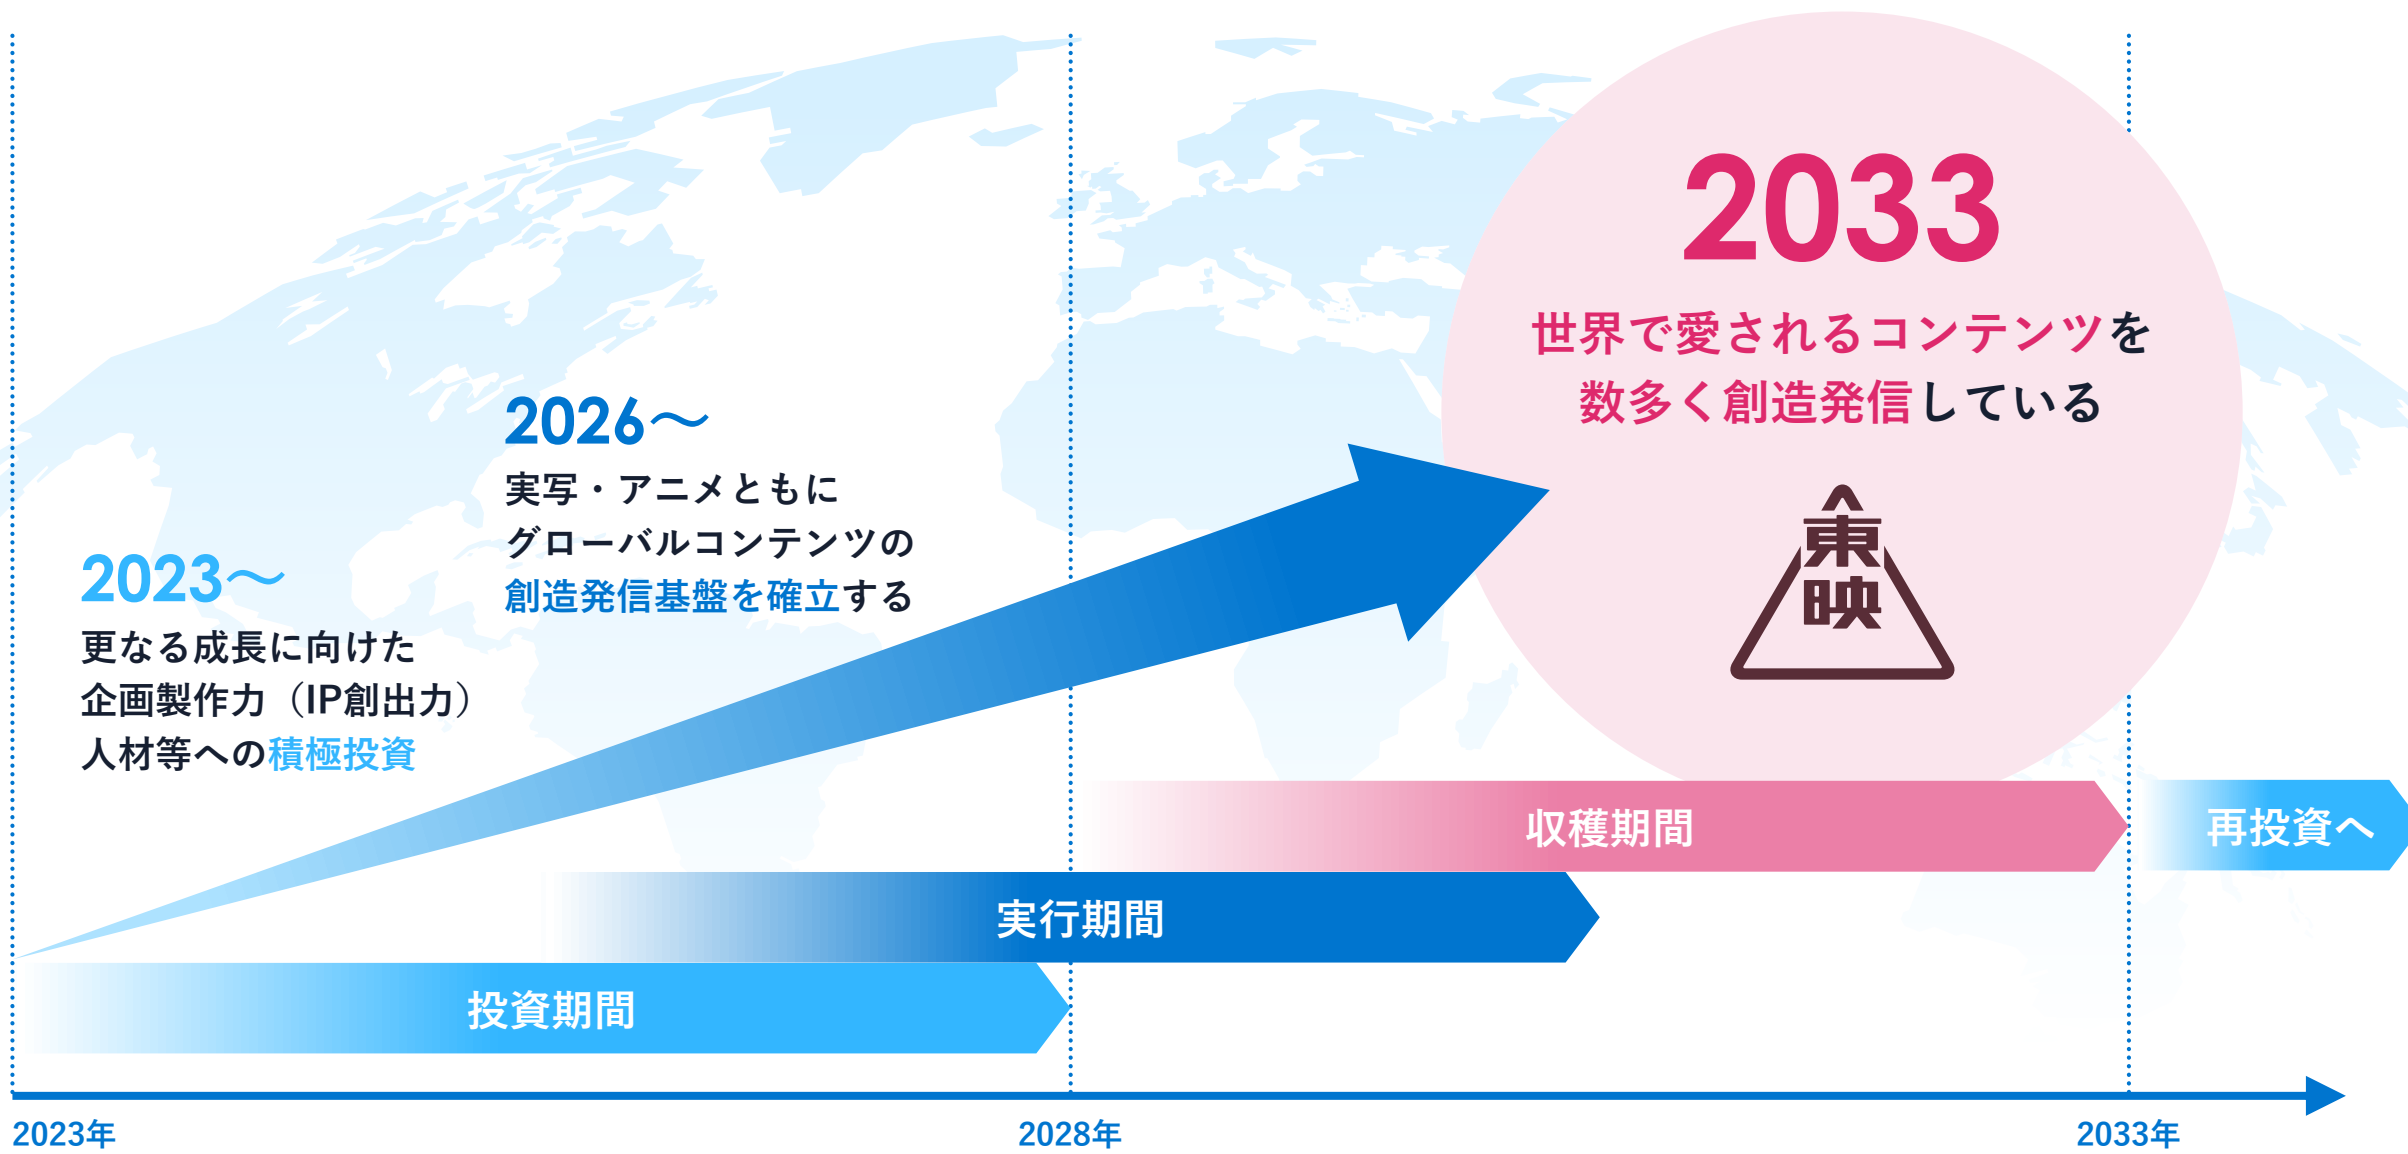 2033
世界で愛されるコンテンツを
数多く創造発信している
東映
2026〜
実写・アニメともに
グローバルコンテンツの
創造発信基盤を確立する
2023〜
更なる成長に向けた
企画製作力（IP創出力）
人材等への積極投資
収穫期間
再投資へ
実行期間
投資期間
2023年
2028年
2033年